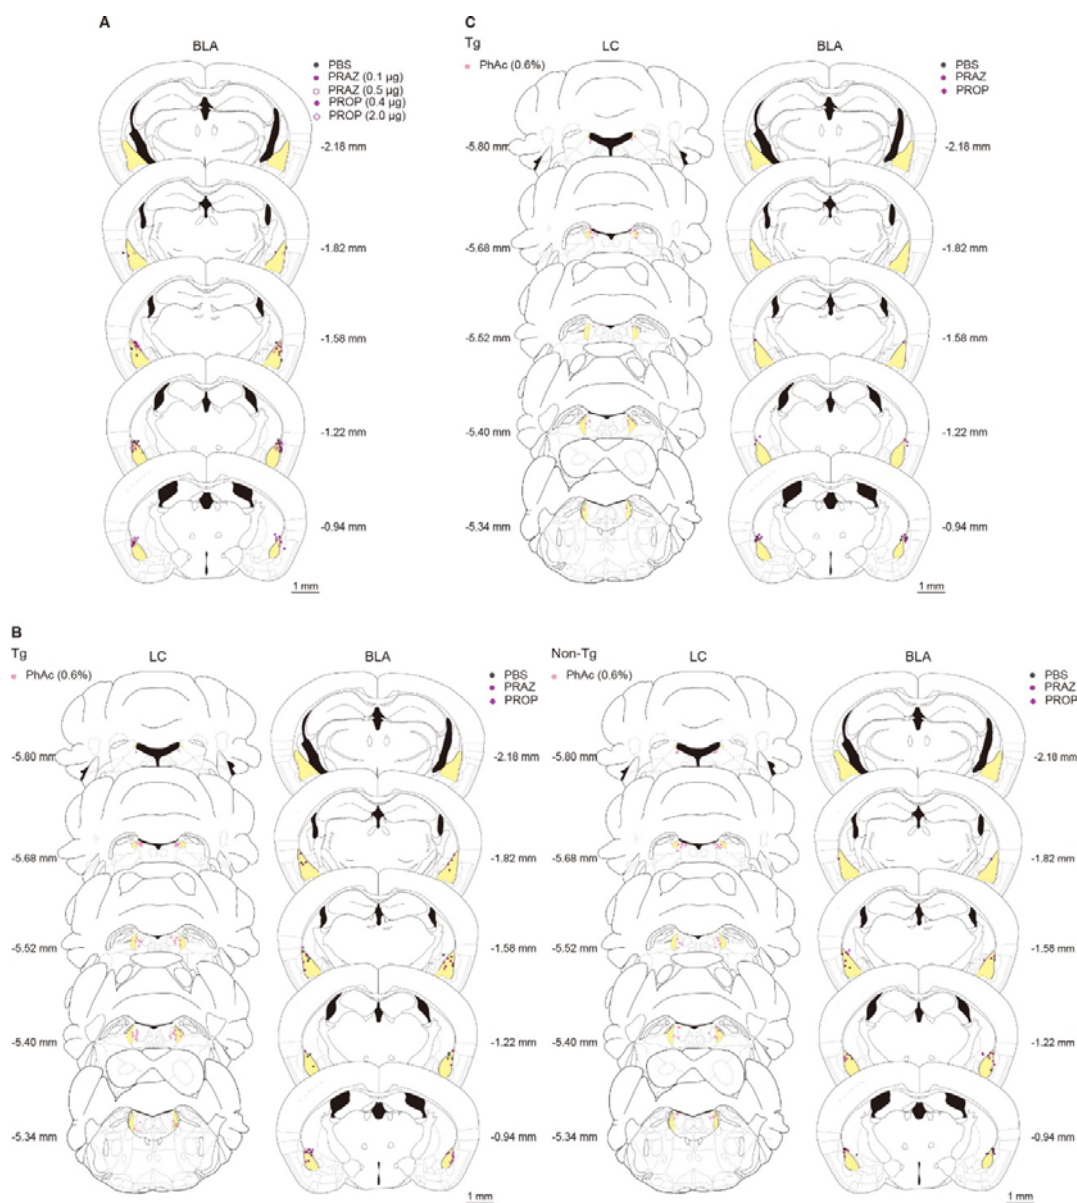 A
BLA
PBS
PRAZ (0.1 µg)
PRAZ (0.5 µg)
PROP (0.4 µg)
PROP (2.0 µg)
-2.18 mm
-1.82 mm
-1.58 mm
-1.22 mm
-0.94 mm
1 mm
C
Tg
LC
BLA
PhAc (0.6%)
PBS
PRAZ
PROP
-5.80 mm
-2.18 mm
-5.68 mm
-1.82 mm
-5.52 mm
-1.58 mm
-5.40 mm
-1.22 mm
-5.34 mm
-0.94 mm
1 mm
B
Tg
LC
BLA
PhAc (0.6%)
PBS
PRAZ
PROP
-5.80 mm
-2.18 mm
-5.68 mm
-1.82 mm
-5.52 mm
-1.58 mm
-5.40 mm
-1.22 mm
-5.34 mm
-0.94 mm
1 mm
Non-Tg
LC
BLA
PhAc (0.6%)
PBS
PRAZ
PROP
-5.80 mm
-2.18 mm
-5.68 mm
-1.82 mm
-5.52 mm
-1.58 mm
-5.40 mm
-1.22 mm
-5.34 mm
-0.94 mm
1 mm